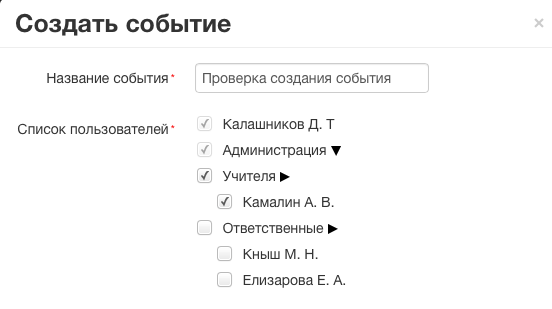 Создать событие ×
Название события* Проверка создания события
Список пользователей* Калашников Д. Т
Администрация ▼
Учителя ▶
Камалин А. В.
Ответственные ▶
Кныш М. Н.
Елизарова Е. А.